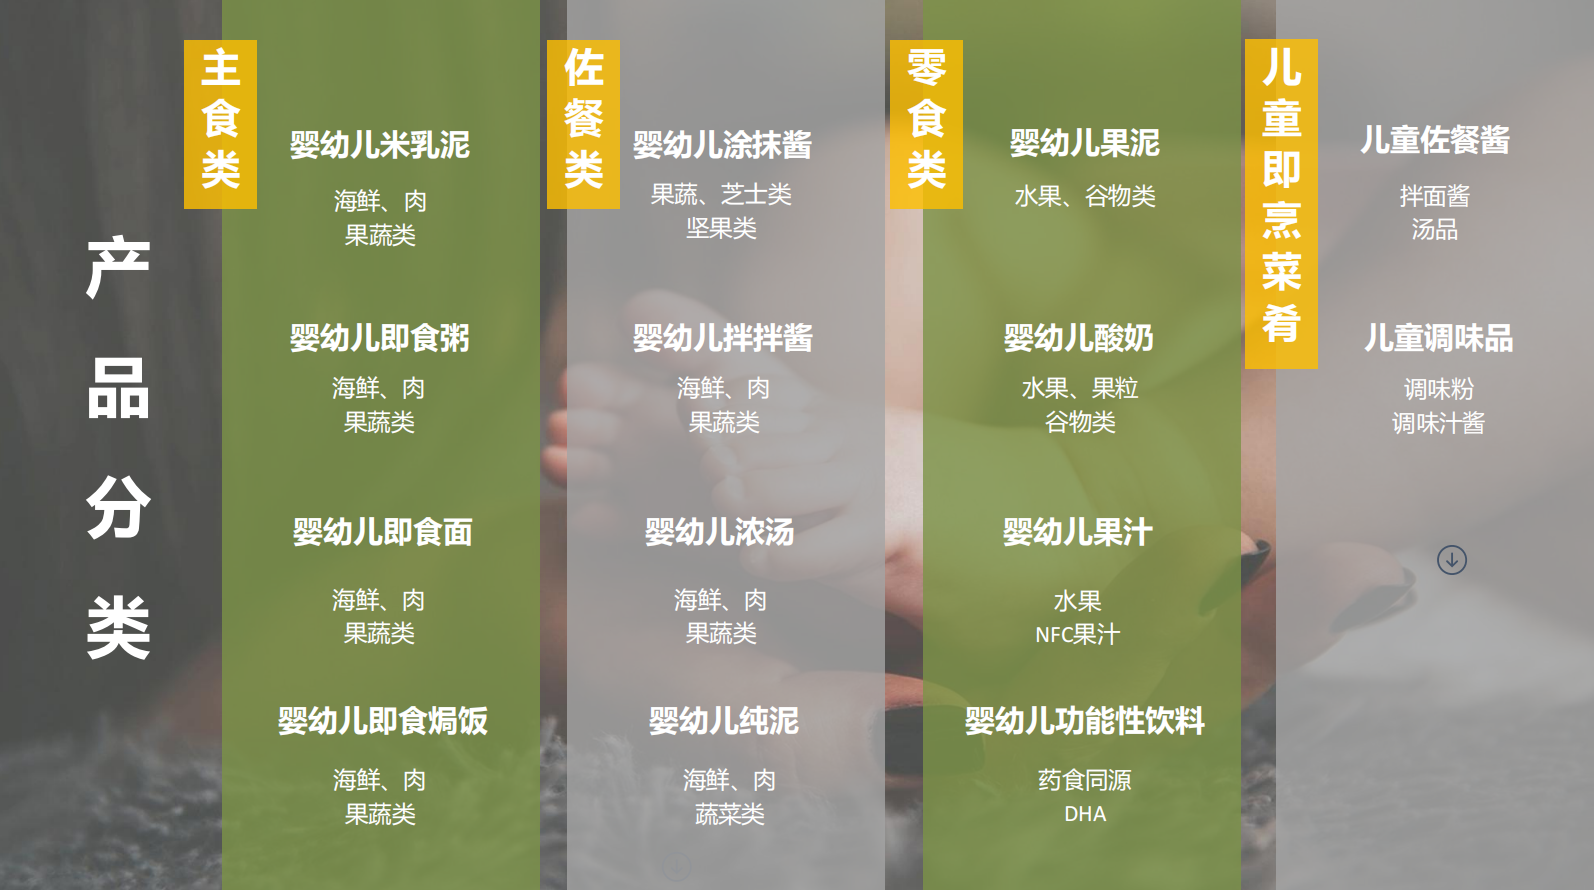 产品分类
主食类
婴幼儿米乳泥
海鲜、肉
果蔬类
婴幼儿即食粥
海鲜、肉
果蔬类
婴幼儿即食面
海鲜、肉
果蔬类
婴幼儿即食焗饭
海鲜、肉
果蔬类
佐餐类
婴幼儿涂抹酱
果蔬、芝士类
坚果类
婴幼儿拌拌酱
海鲜、肉
果蔬类
婴幼儿浓汤
海鲜、肉
果蔬类
婴幼儿纯泥
海鲜、肉
蔬菜类
零食类
婴幼儿果泥
水果、谷物类
婴幼儿酸奶
水果、果粒
谷物类
婴幼儿果汁
水果
NFC果汁
婴幼儿功能性饮料
药食同源
DHA
儿童即烹菜肴
儿童佐餐酱
拌面酱
汤品
儿童调味品
调味粉
调味汁酱